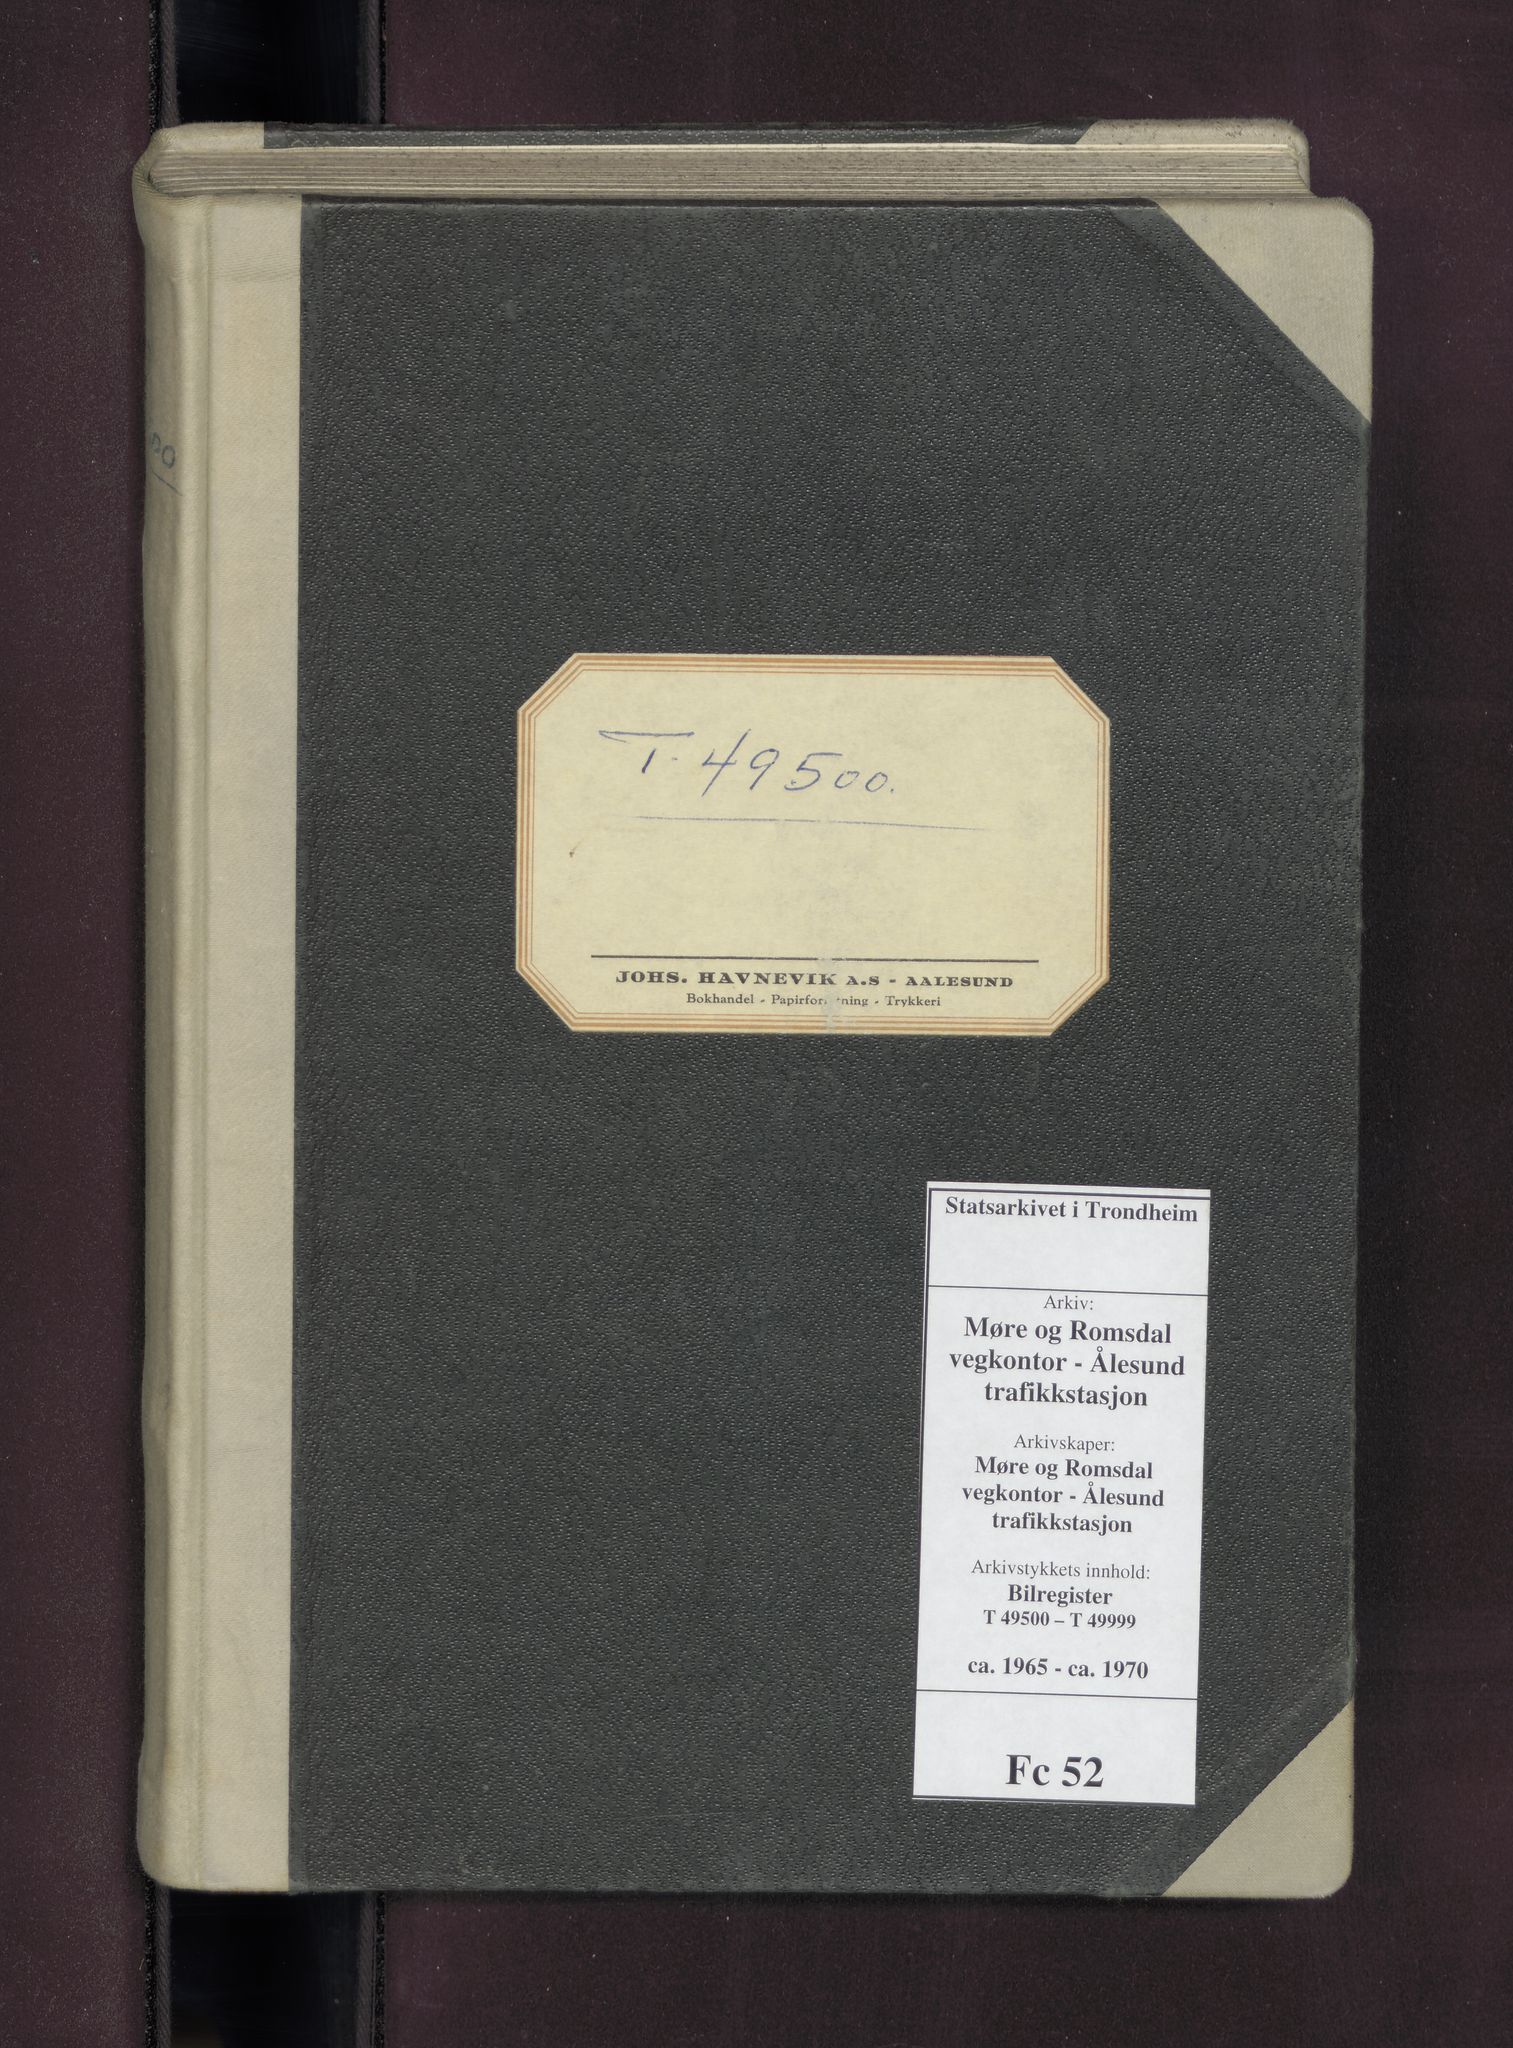 00
T. 49500.
JOHS. HAVNEVIK A.S - AALESUND
Bokhandel - - Trykkeri
Statsarkivet i Trondheim
Arkiv:
Møre og Romsdal
vegkontor - Ålesund
trafikkstasjon
Arkivskaper:
Møre og Romsdal
vegkontor - Ålesund
trafikkstasjon
Arkivstykkets innhold:
Bilregister
T 49500 – T 49999
ca. 1965 - ca. 1970
Fc 52